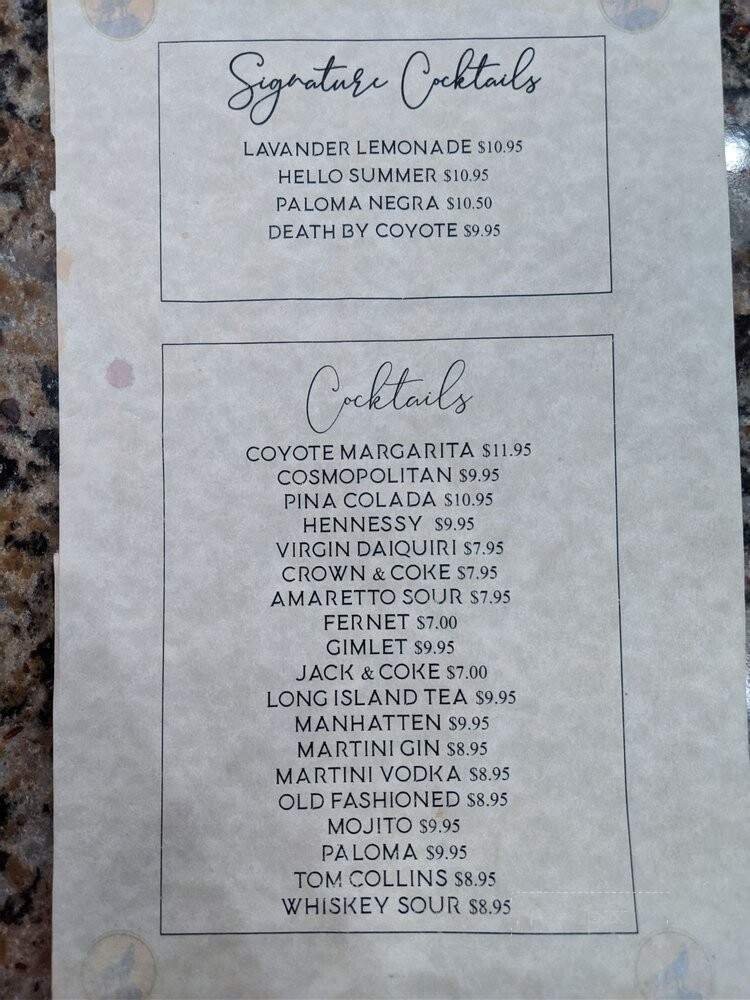 Signature Cocktails
LAVANDER LEMONADE $10.95
HELLO SUMMER $10.95
PALOMA NEGRA $10.50
DEATH BY COYOTE $9.95
Cocktails
COYOTE MARGARITA $11.95
COSMOPOLITAN $9.95
PINA COLADA $10.95
HENNESSY $9.95
VIRGIN DAIQUIRI $7.95
CROWN & COKE $7.95
AMARETTO SOUR $7.95
FERNET $7.00
GIMLET $9.95
JACK & COKE $7.00
LONG ISLAND TEA $9.95
MANHATTEN $9.95
MARTINI GIN $8.95
MARTINI VODKA $8.95
OLD FASHIONED $8.95
MOJITO $9.95
PALOMA $9.95
TOM COLLINS $8.95
WHISKEY SOUR $8.95